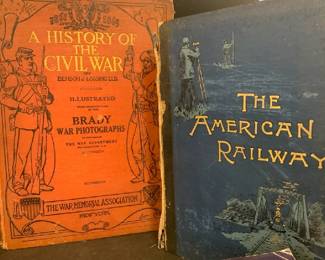 A HISTORY OF
THE
CIVIL WAR
BENSON J. LOSSING LL.D.
ILLUSTRATED
BRADY
WAR PHOTOGRAPHS
THE WAR DEPARTMENT
THE WAR MEMORIAL ASSOCIATION
NEW YORK
THE
AMERICAN
RAILWAY